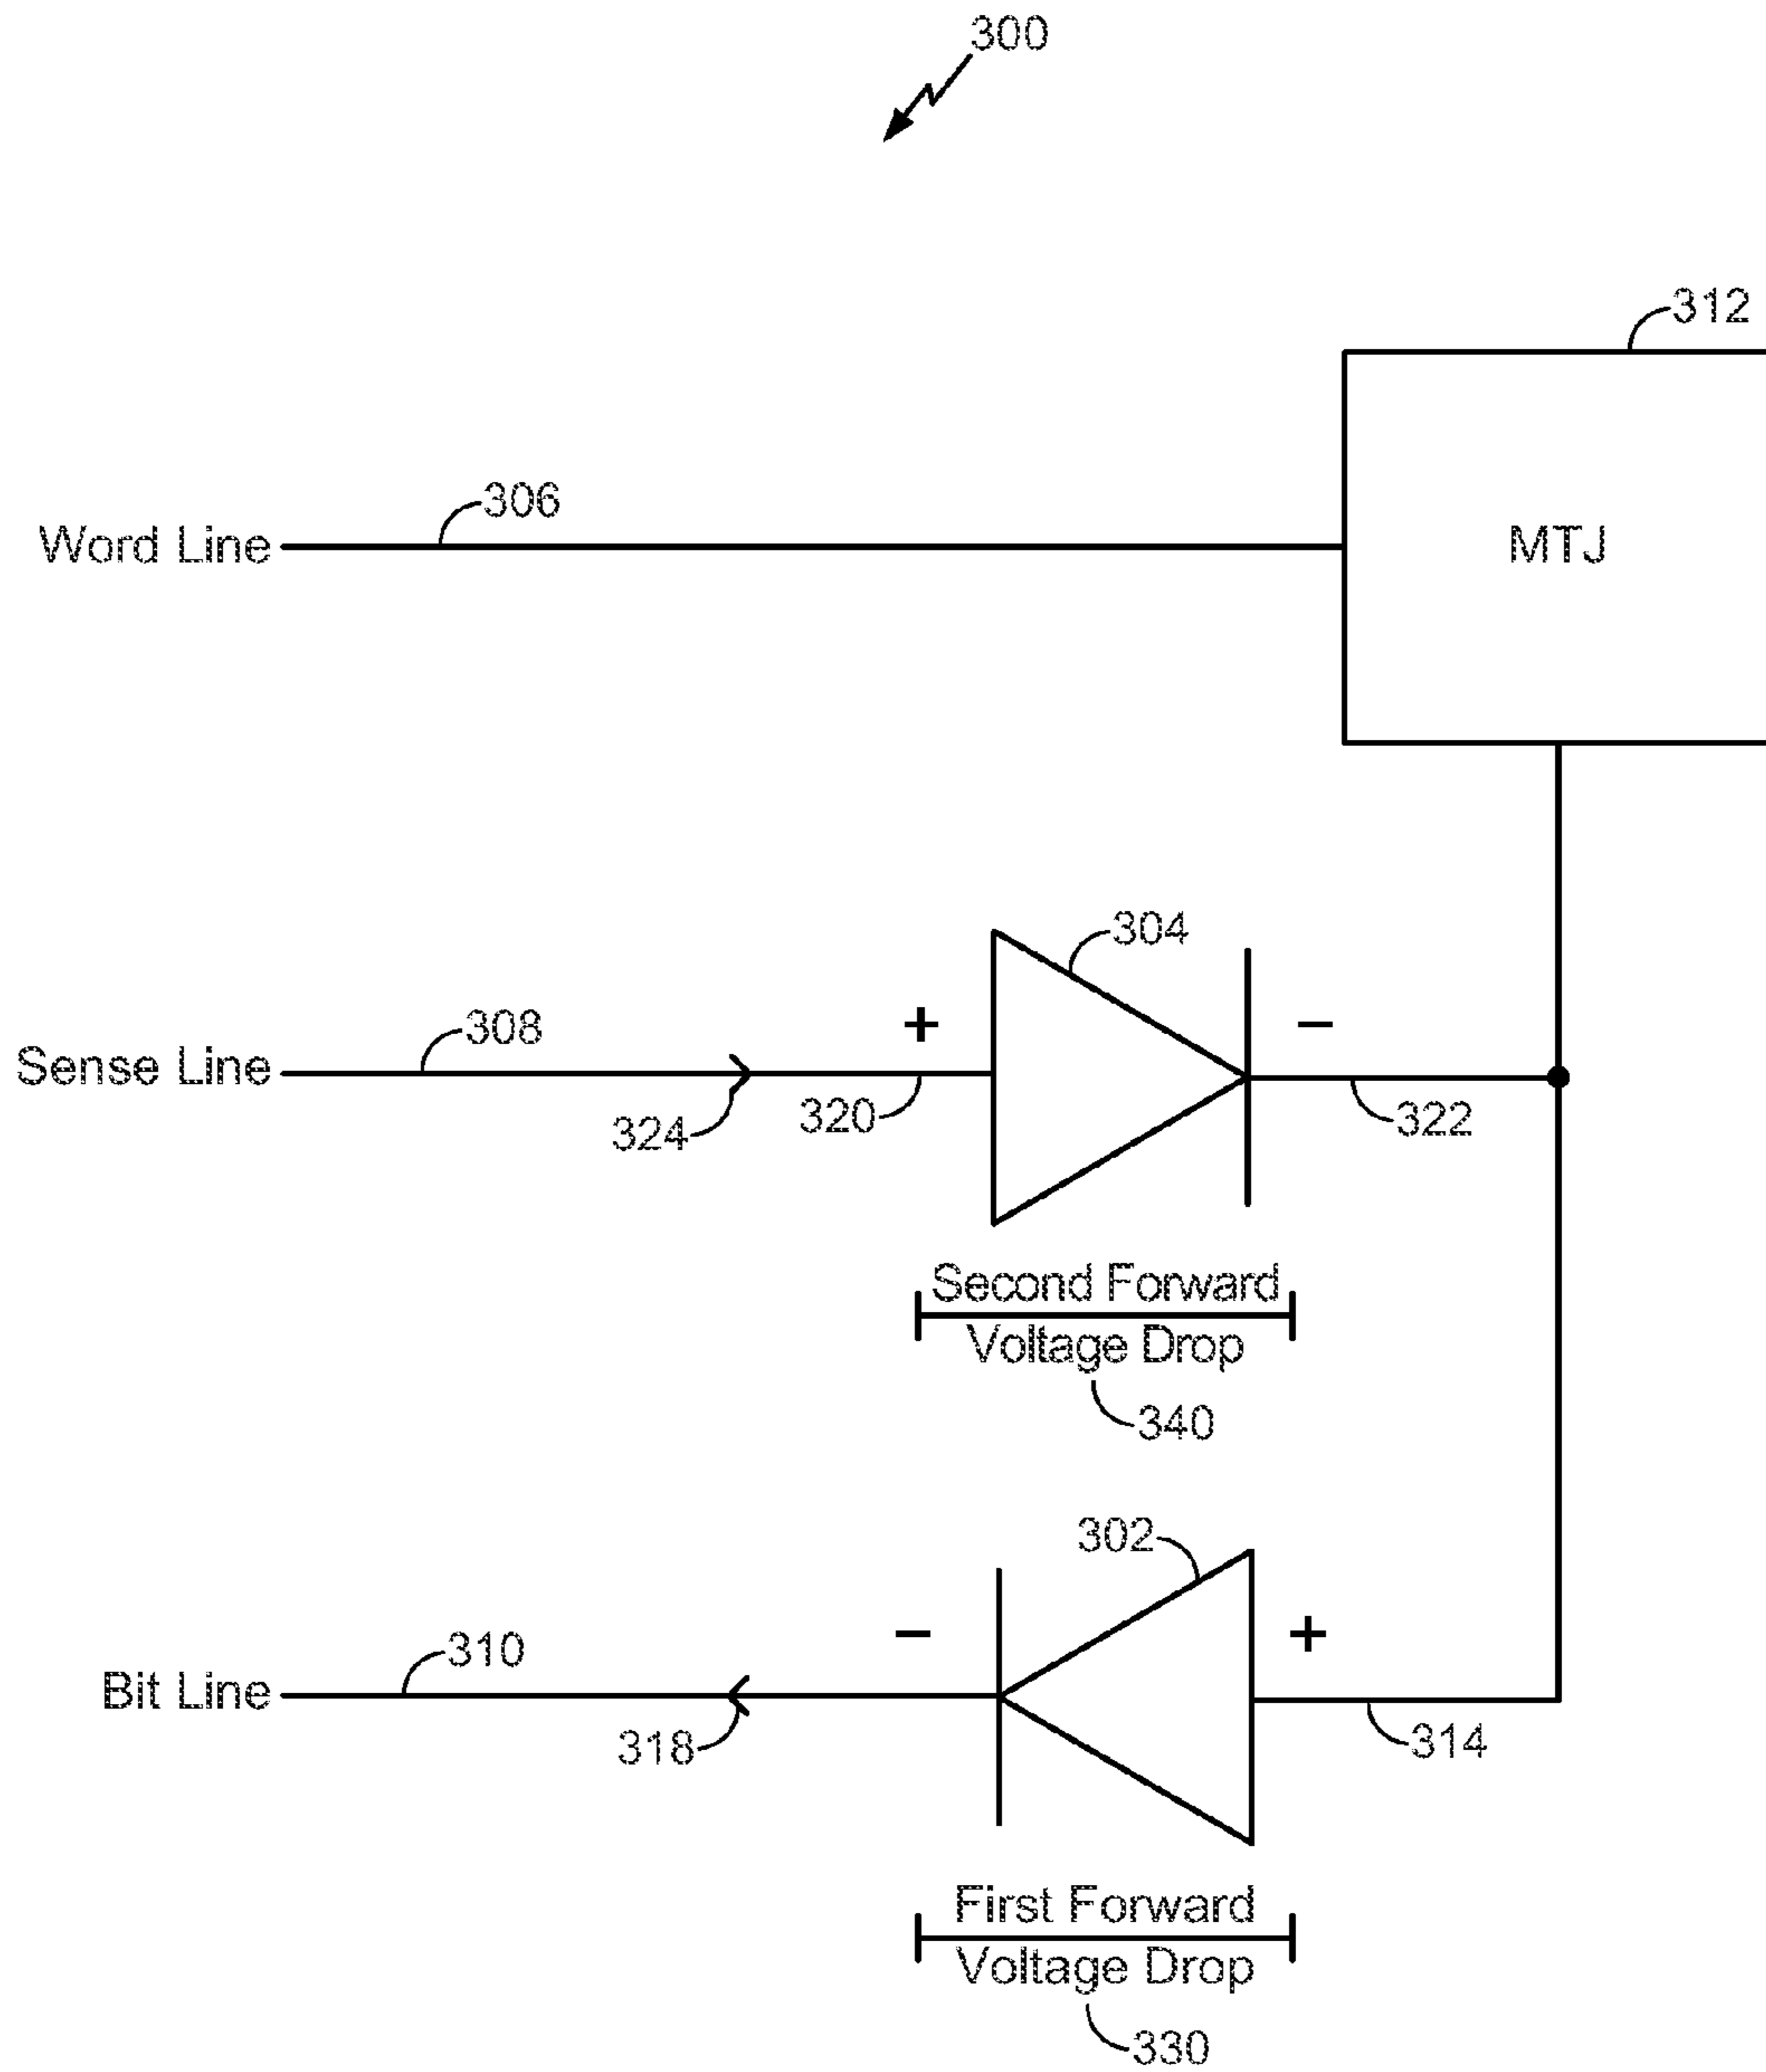 300
312
306
Word Line
MTJ
304
+
−
308
Sense Line
324
320
322
Second Forward
Voltage Drop
340
302
−
+
310
Bit Line
318
314
First Forward
Voltage Drop
330